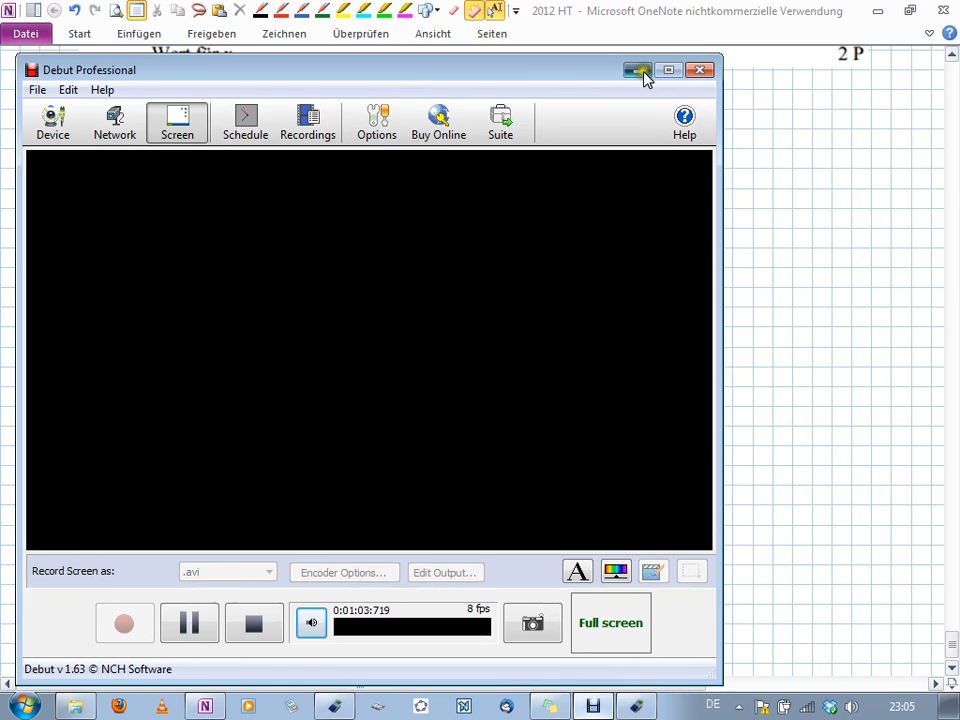 2012 HT - Microsoft OneNote nichtkommerzielle Verwendung
Datei Start Einfügen Freigeben Zeichnen Überprüfen Ansicht Seiten
Wert für
2 P
Debut Professional
File Edit Help
Device Network Screen Schedule Recordings Options Buy Online Suite Help
Record Screen as: .avi Encoder Options... Edit Output... A
0:01:03:719 8 fps
Full screen
Debut v 1.63 © NCH Software
DE 23:05